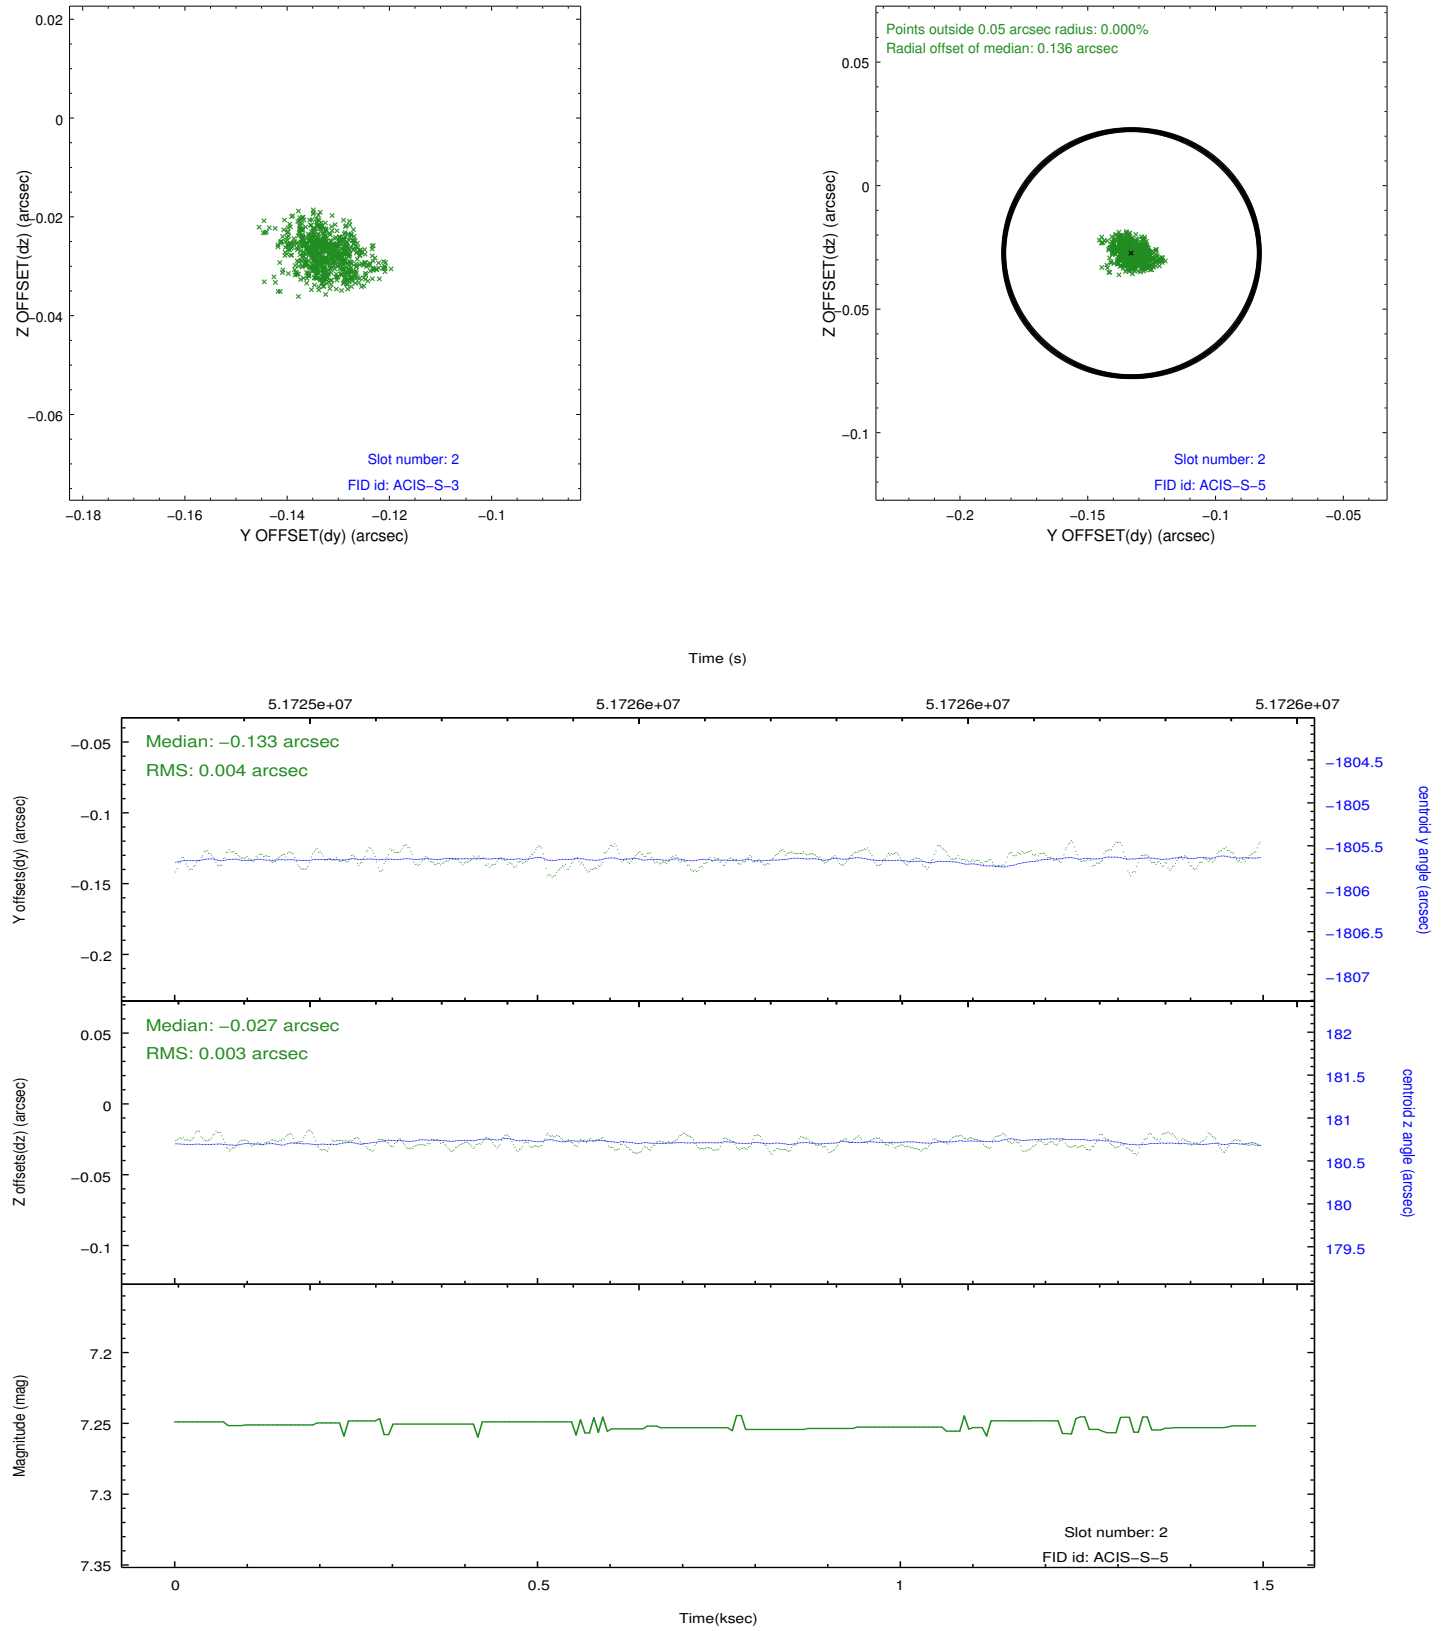 0.02
0
−0.02
−0.04
−0.06
Z OFFSET(dz) (arcsec)
Slot number: 2
FID id: ACIS−S−3
−0.18
−0.16
−0.14
−0.12
−0.1
Y OFFSET(dy) (arcsec)
Points outside 0.05 arcsec radius: 0.000%
Radial offset of median: 0.136 arcsec
0.05
0
−0.05
−0.1
Z OFFSET(dz) (arcsec)
Slot number: 2
FID id: ACIS−S−5
−0.2
−0.15
−0.1
−0.05
Y OFFSET(dy) (arcsec)
Time (s)
5.1725e+07
5.1726e+07
5.1726e+07
5.1726e+07
Median: −0.133 arcsec
RMS: 0.004 arcsec
−0.05
−0.1
−0.15
−0.2
Y offsets(dy) (arcsec)
−1804.5
−1805
−1805.5
−1806
−1806.5
−1807
centroid y angle (arcsec)
Median: −0.027 arcsec
RMS: 0.003 arcsec
0.05
0
−0.05
−0.1
Z offsets(dz) (arcsec)
182
181.5
181
180.5
180
179.5
centroid z angle (arcsec)
7.2
7.25
7.3
7.35
Magnitude (mag)
Slot number: 2
FID id: ACIS−S−5
0
0.5
1
1.5
Time(ksec)